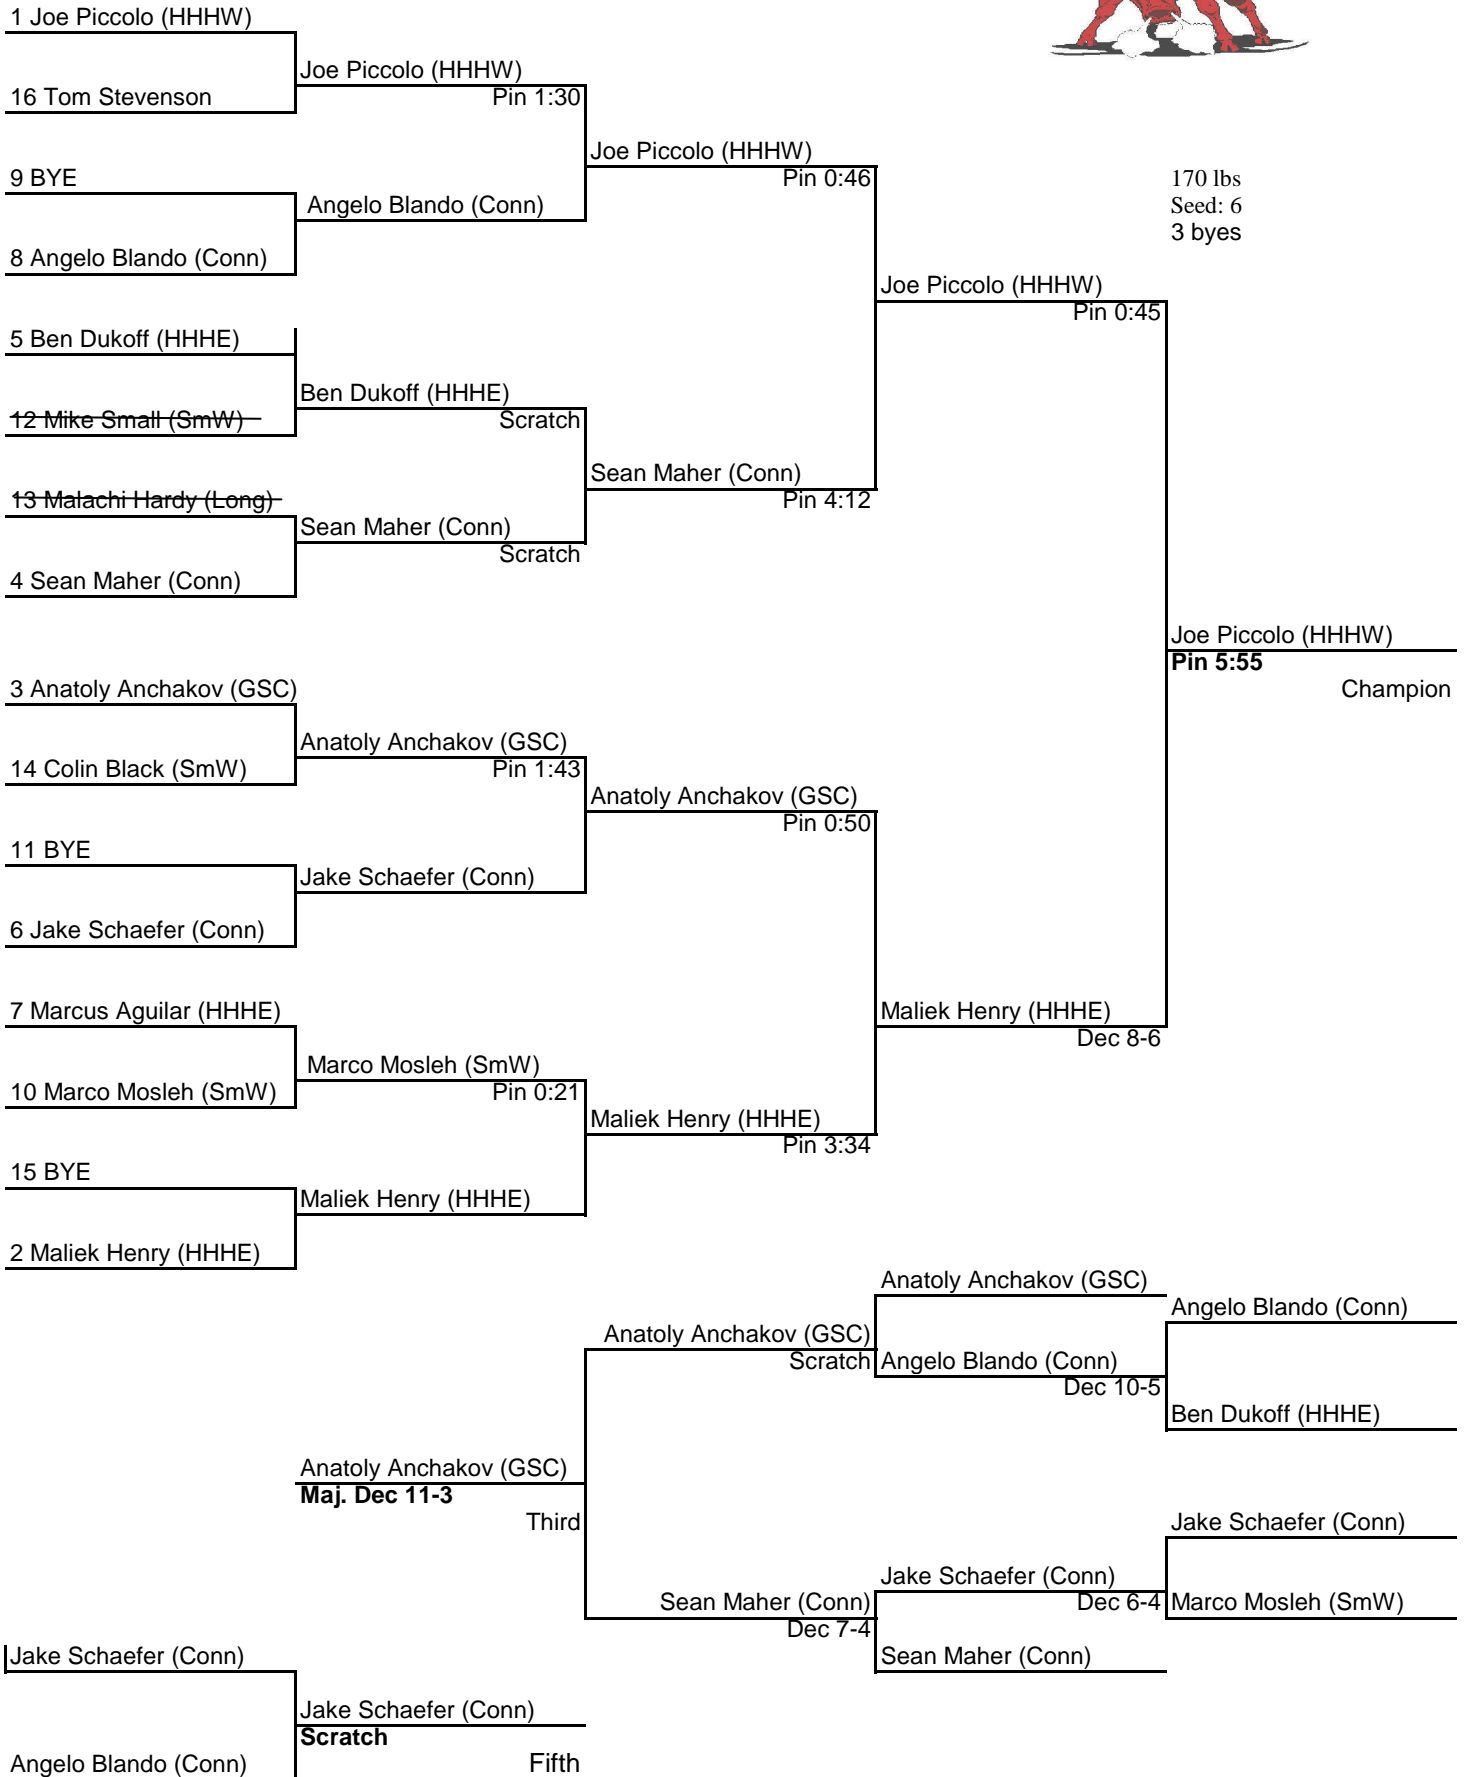 1 Joe Piccolo (HHHW)
Joe Piccolo (HHHW)
Pin 1:30
16 Tom Stevenson
Joe Piccolo (HHHW)
Pin 0:46
9 BYE
Angelo Blando (Conn)
8 Angelo Blando (Conn)
170 lbs
Seed: 6
3 byes
Joe Piccolo (HHHW)
Pin 0:45
5 Ben Dukoff (HHHE)
Ben Dukoff (HHHE)
Scratch
12 Mike Small (SmW)
Sean Maher (Conn)
Pin 4:12
13 Malachi Hardy (Long)
Sean Maher (Conn)
Scratch
4 Sean Maher (Conn)
Joe Piccolo (HHHW)
Pin 5:55
Champion
3 Anatoly Anchakov (GSC)
Anatoly Anchakov (GSC)
Pin 1:43
14 Colin Black (SmW)
Anatoly Anchakov (GSC)
Pin 0:50
11 BYE
Jake Schaefer (Conn)
6 Jake Schaefer (Conn)
7 Marcus Aguilar (HHHE)
Maliek Henry (HHHE)
Dec 8-6
Marco Mosleh (SmW)
Pin 0:21
10 Marco Mosleh (SmW)
Maliek Henry (HHHE)
Pin 3:34
15 BYE
Maliek Henry (HHHE)
2 Maliek Henry (HHHE)
Anatoly Anchakov (GSC)
Angelo Blando (Conn)
Anatoly Anchakov (GSC)
Scratch
Angelo Blando (Conn)
Dec 10-5
Ben Dukoff (HHHE)
Anatoly Anchakov (GSC)
Maj. Dec 11-3
Third
Jake Schaefer (Conn)
Jake Schaefer (Conn)
Dec 6-4
Marco Mosleh (SmW)
Sean Maher (Conn)
Dec 7-4
Sean Maher (Conn)
Jake Schaefer (Conn)
Jake Schaefer (Conn)
Scratch
Fifth
Angelo Blando (Conn)